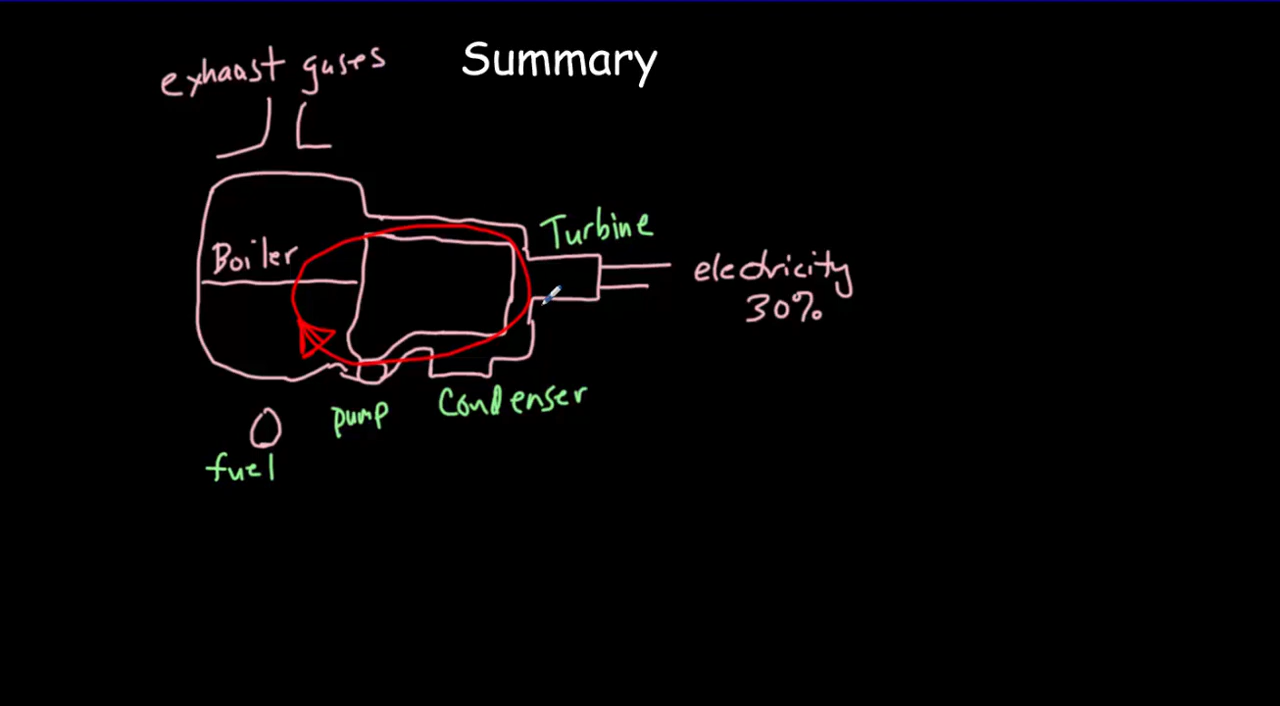 Summary
exhaust gases
Boiler
Turbine
electricity
30%
pump
Condenser
fuel